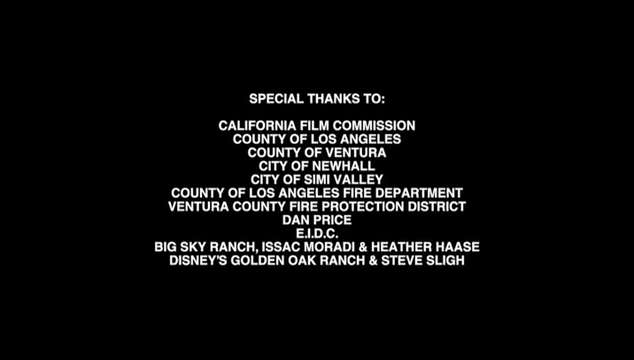 SPECIAL THANKS TO:
CALIFORNIA FILM COMMISSION
COUNTY OF LOS ANGELES
COUNTY OF VENTURA
CITY OF NEWHALL
CITY OF SIMI VALLEY
COUNTY OF LOS ANGELES FIRE DEPARTMENT
VENTURA COUNTY FIRE PROTECTION DISTRICT
DAN PRICE
E.I.D.C.
BIG SKY RANCH, ISSAC MORADI & HEATHER HAASE
DISNEY'S GOLDEN OAK RANCH & STEVE SLIGH